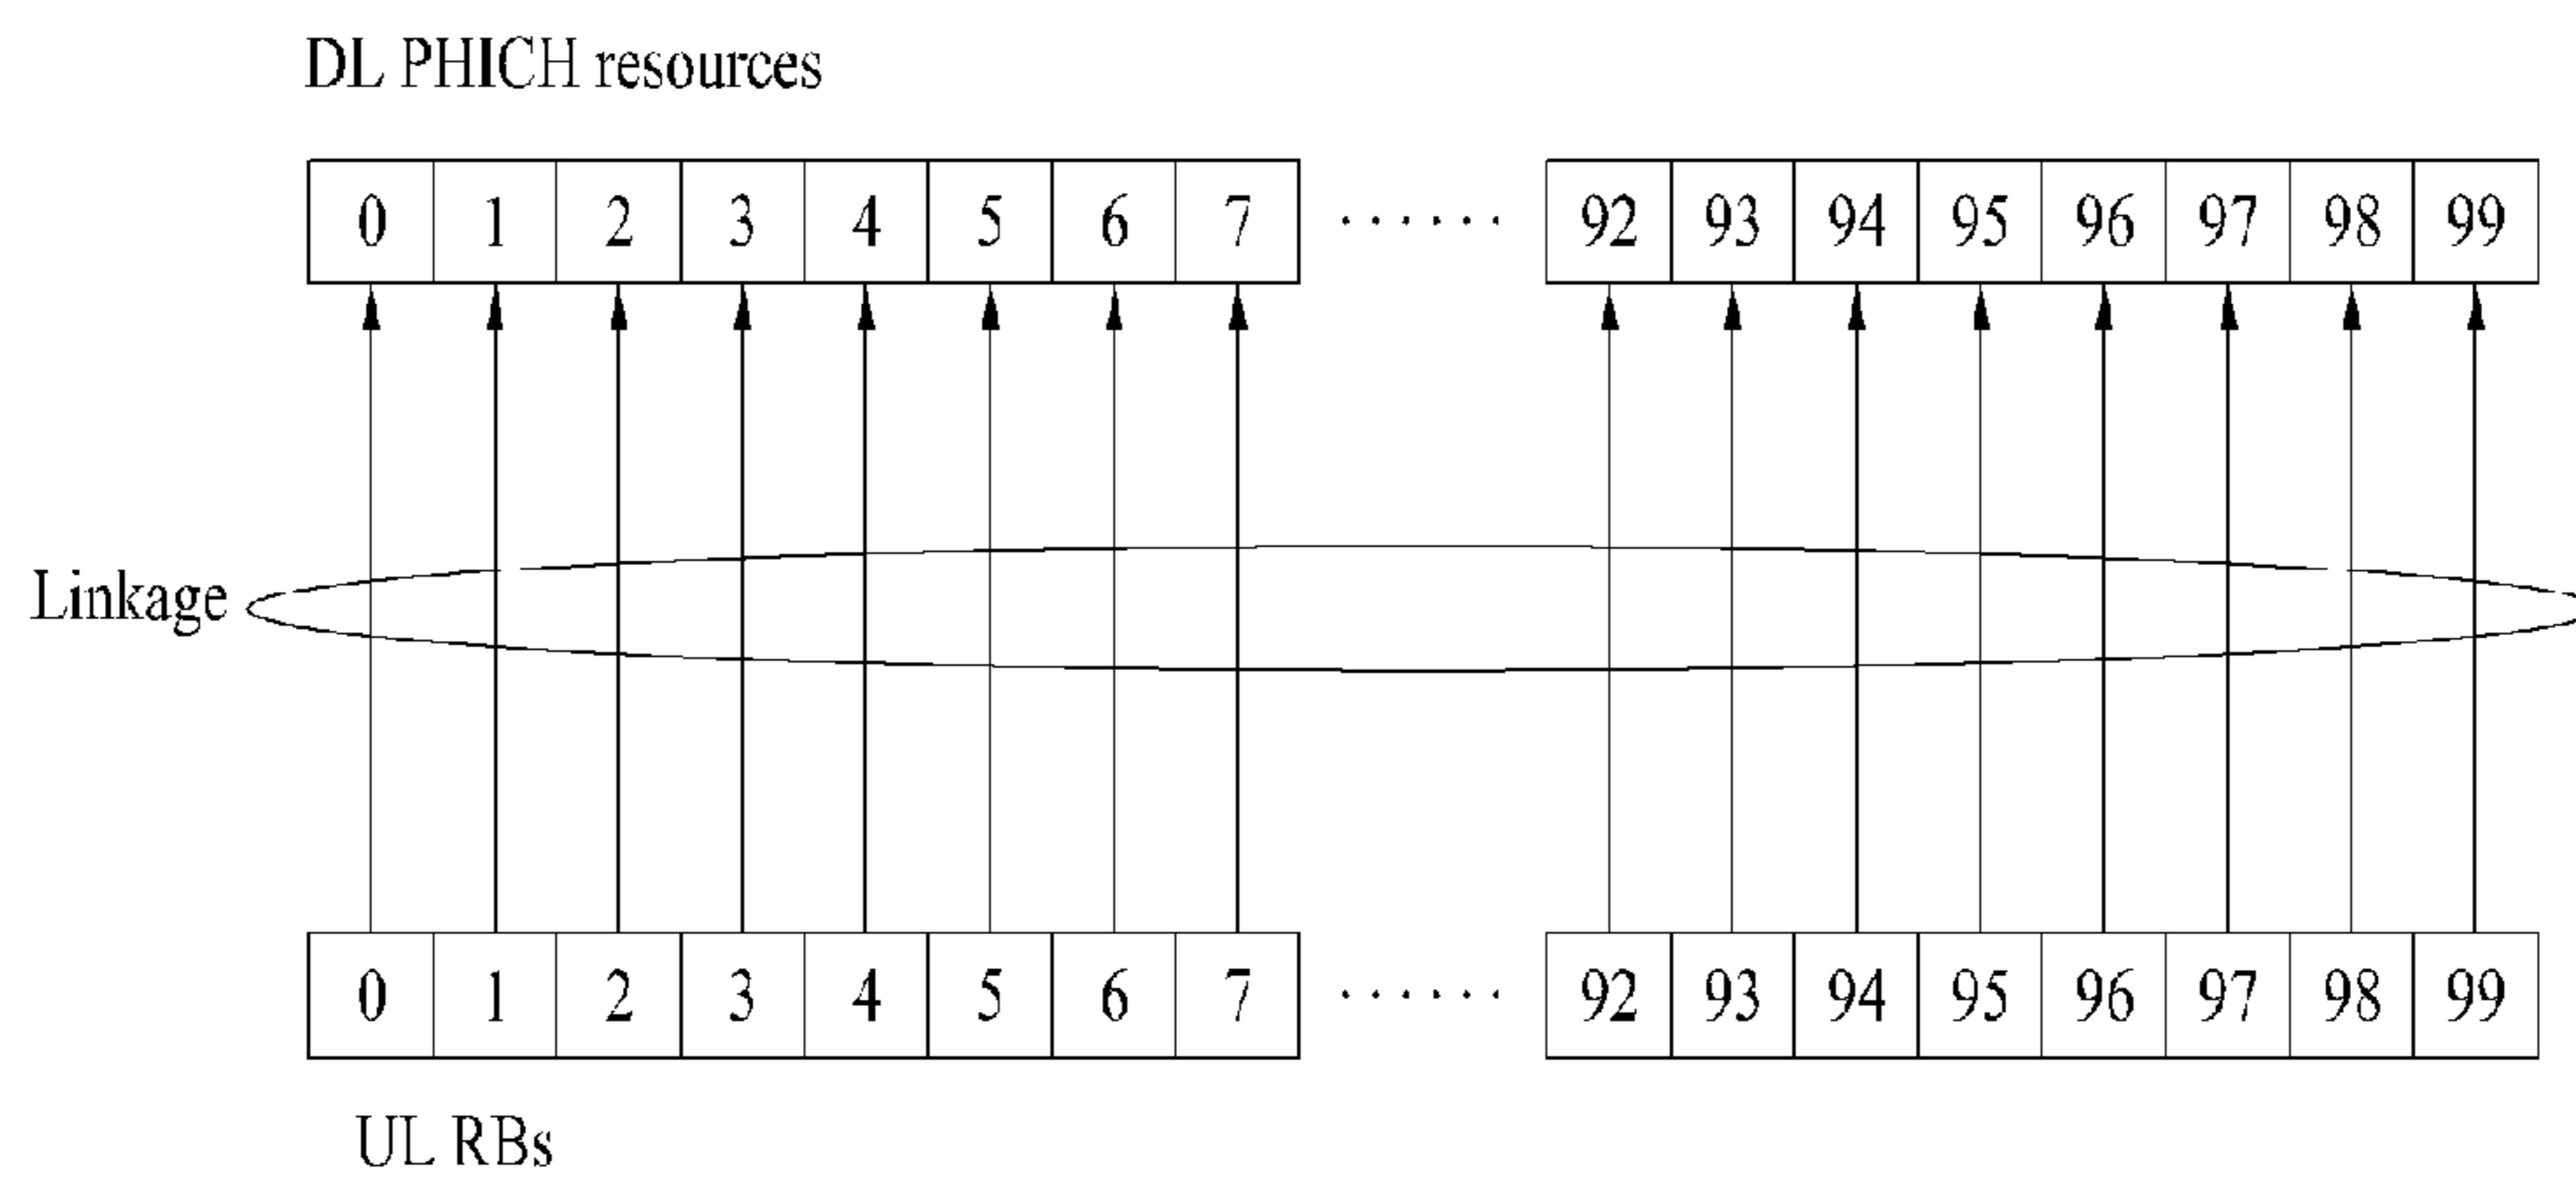 DL PHICH resources
0 1 2 3 4 5 6 7 ...... 92 93 94 95 96 97 98 99
Linkage
0 1 2 3 4 5 6 7 ...... 92 93 94 95 96 97 98 99
UL RBs